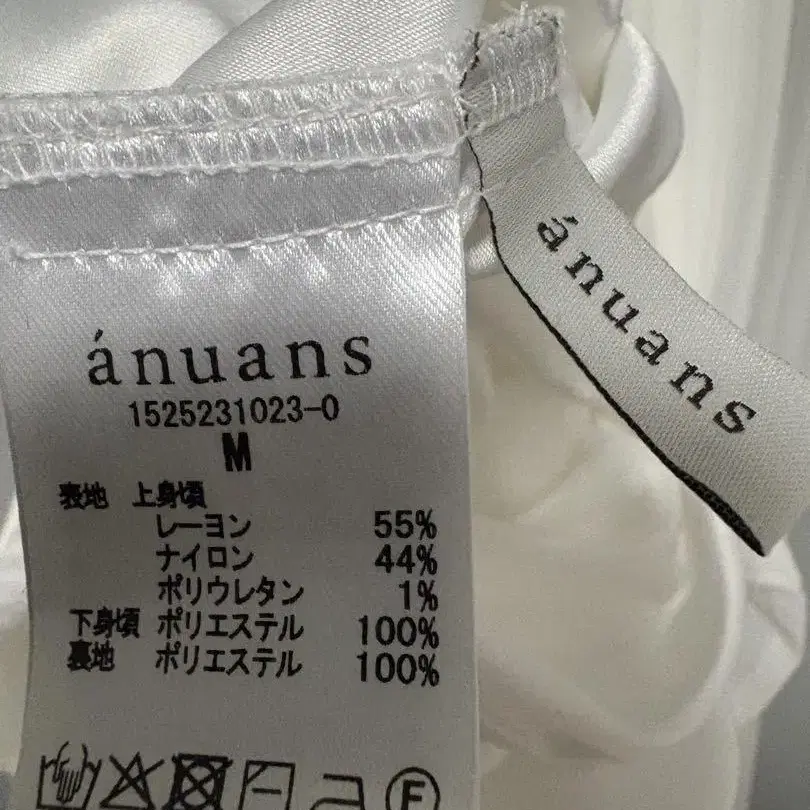 ánuans
1525231023-0
M
表地 上身頃
レーヨン 55%
ナイロン 44%
ポリウレタン 1%
下身頃 ポリエステル 100%
裏地 ポリエステル 100%
F
ánuans